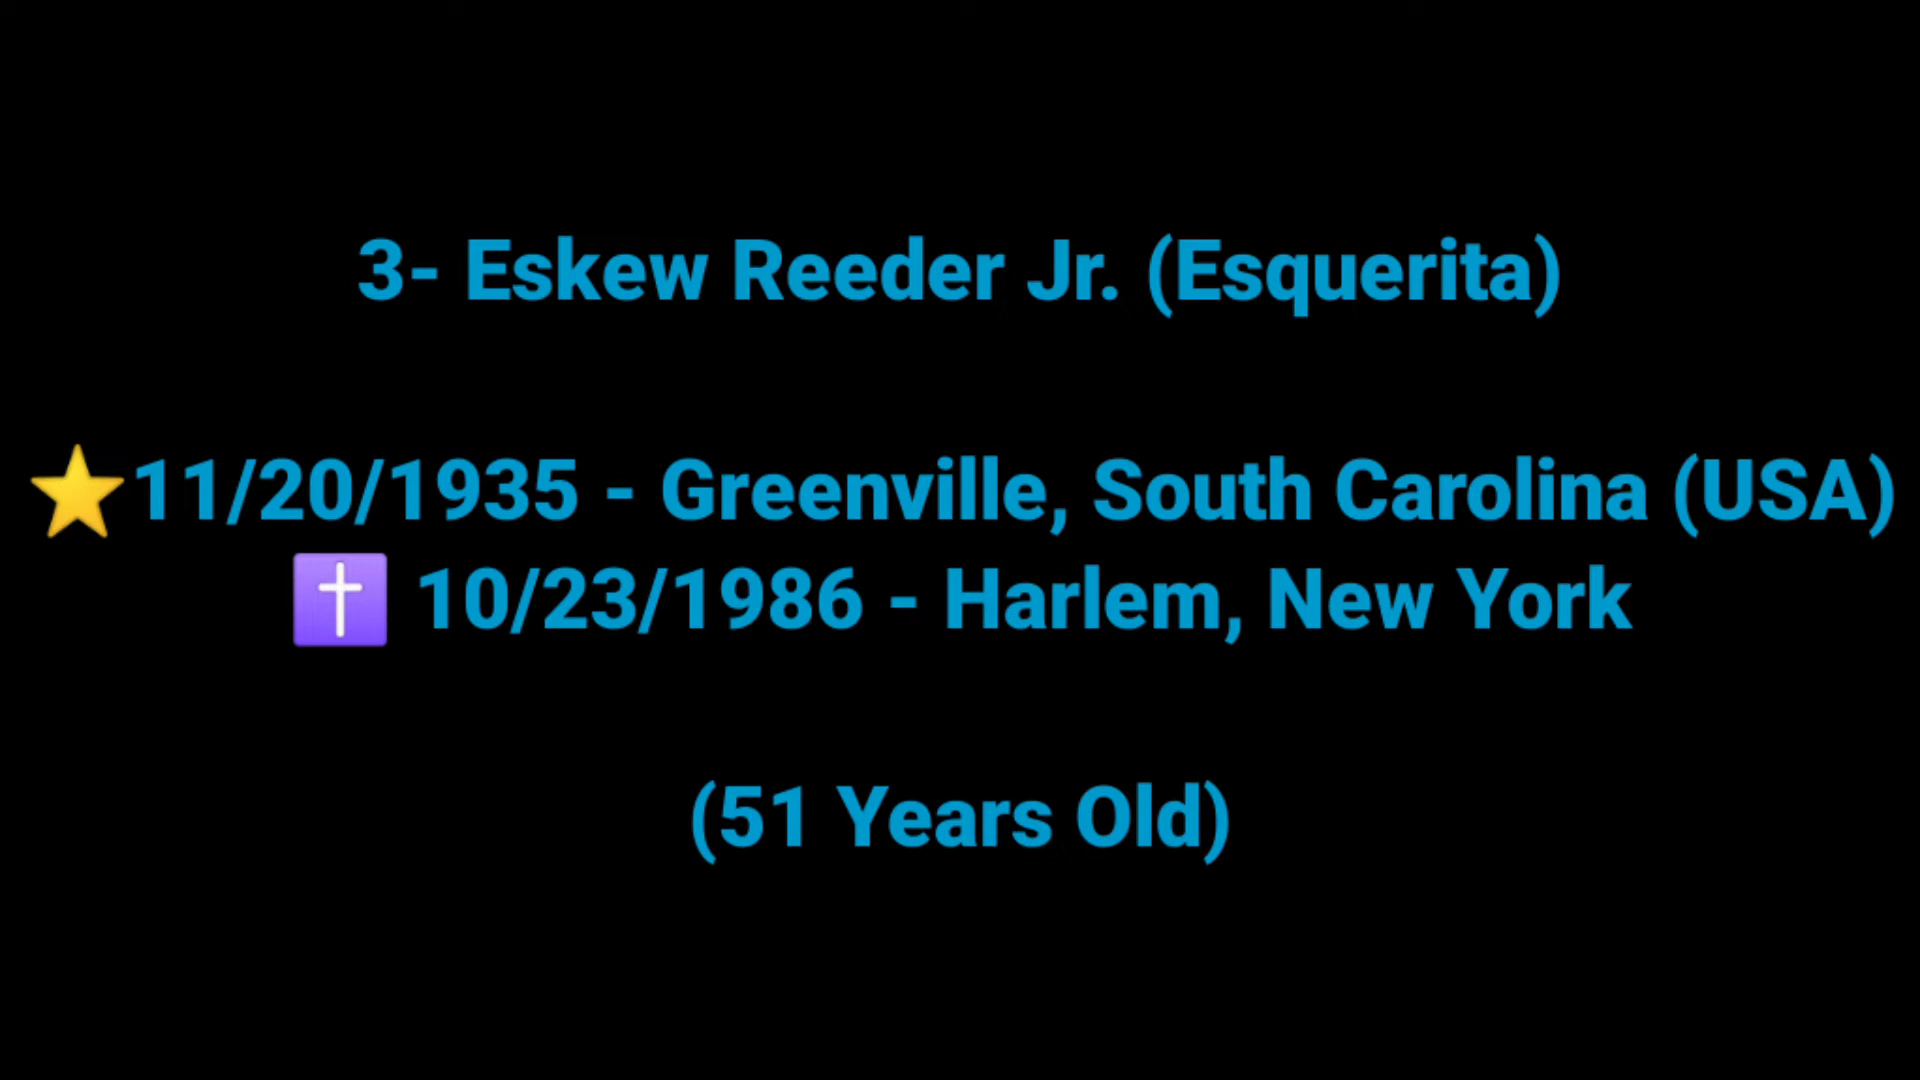 3- Eskew Reeder Jr. (Esquerita)
⭐11/20/1935 - Greenville, South Carolina (USA)
✝️ 10/23/1986 - Harlem, New York
(51 Years Old)